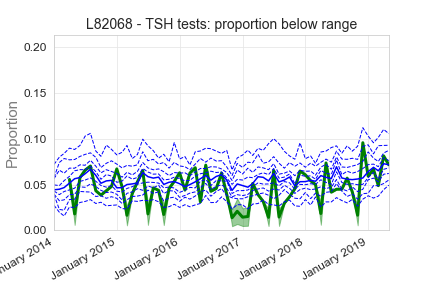 L82068 - TSH tests: proportion below range
Proportion
0.20
0.15
0.10
0.05
0.00
January 2015
January 2016
January 2017
January 2018
January 2019
2014